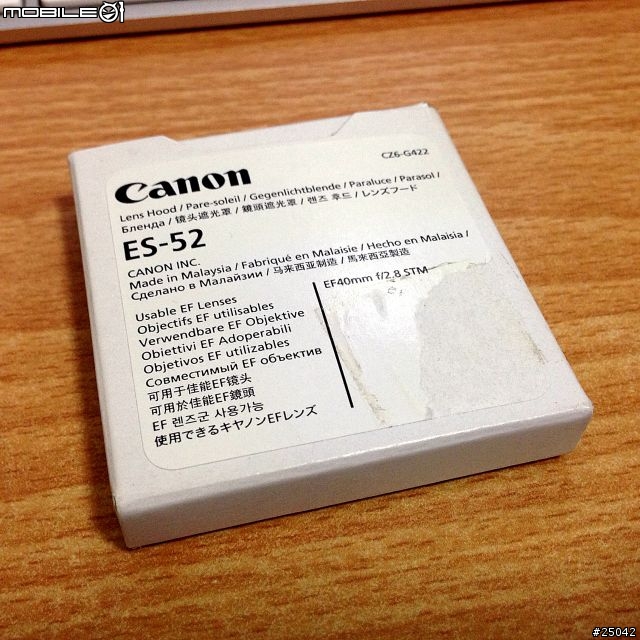 MOBILE01
Canon
CZ6-G422
Lens Hood / Pare-soleil / Gegenlichtblende / Paraluce / Parasol /
Бленда / 镜头遮光罩 / 鏡頭遮光罩 / 렌즈 후드 / レンズフード
ES-52
CANON INC.
Made in Malaysia / Fabriqué en Malaisie / Hecho en Malaisia /
Сделано в Малайзии / 马来西亚制造 / 馬來西亞製造
Usable EF Lenses
Objectifs EF utilisables
Verwendbare EF Objektive
Obiettivi EF Adoperabili
Objetivos EF utilizables
Совместимый EF объектив
可用于佳能EF镜头
可用於佳能EF鏡頭
EF 렌즈군 사용가능
使用できるキヤノンEFレンズ
EF40mm f/2.8 STM
#25042